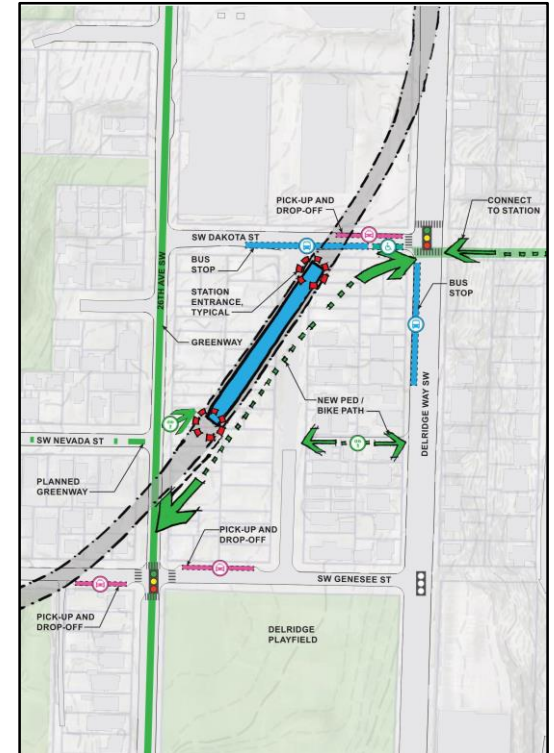 PICK-UP AND
DROP-OFF
CONNECT
TO STATION
SW DAKOTA ST
BUS
STOP
STATION
ENTRANCE,
TYPICAL
BUS
STOP
26TH AVE SW
GREENWAY
DELRIDGE WAY SW
NEW PED /
BIKE PATH
SW NEVADA ST
PLANNED
GREENWAY
PICK-UP AND
DROP-OFF
SW GENESEE ST
PICK-UP AND
DROP-OFF
DELRIDGE
PLAYFIELD